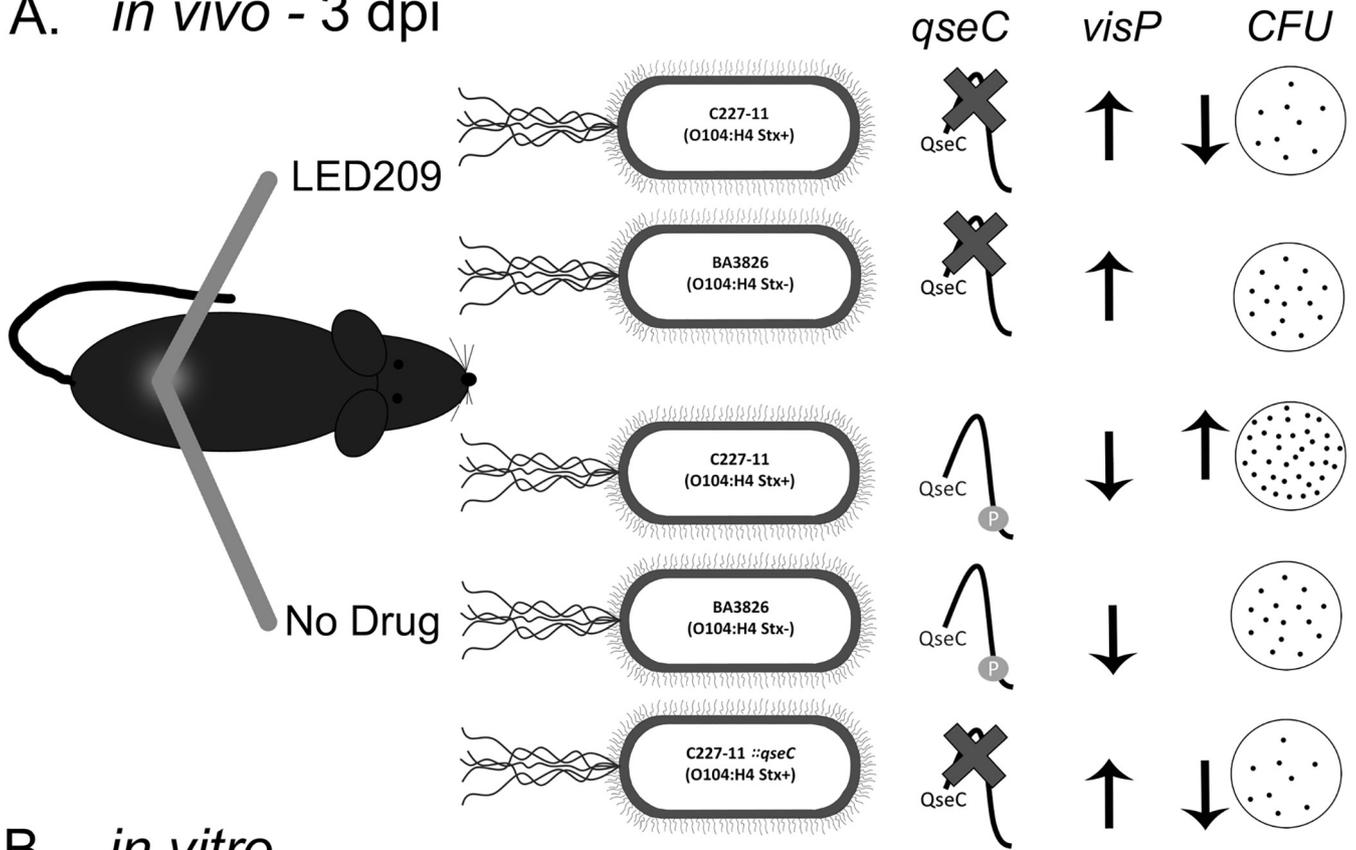 A. in vivo - 3 dpi
qseC visP CFU
LED209
C227-11
(O104:H4 Stx+)
QseC
BA3826
(O104:H4 Stx-)
QseC
C227-11
(O104:H4 Stx+)
QseC
P
No Drug
BA3826
(O104:H4 Stx-)
QseC
P
C227-11 ::qseC
(O104:H4 Stx+)
QseC
B. in vitro